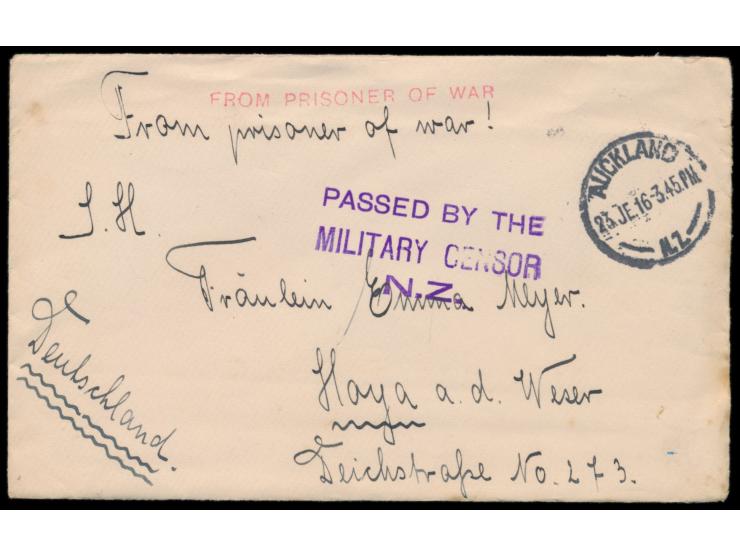 FROM PRISONER OF WAR
From prisoner of war!
AUCKLAND
23.JE.16-3.45.PM
N.Z.
S.H.
PASSED BY THE
MILITARY CENSOR
N.Z.
Fräulein Emma Meyer.
Hoya a. d. Weser
Deichstraße No. 273.
Deutschland.